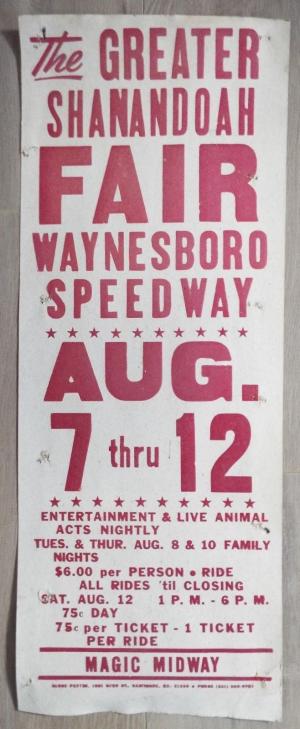 The GREATER
SHANANDOAH
FAIR
WAYNESBORO
SPEEDWAY
AUG.
7 thru 12
ENTERTAINMENT & LIVE ANIMAL
ACTS NIGHTLY
TUES. & THUR. AUG. 8 & 10 FAMILY
NIGHTS
$6.00 per PERSON • RIDE
ALL RIDES 'til CLOSING
SAT. AUG. 12 1 P. M. - 6 P. M.
75c DAY
75c per TICKET - 1 TICKET
PER RIDE
MAGIC MIDWAY